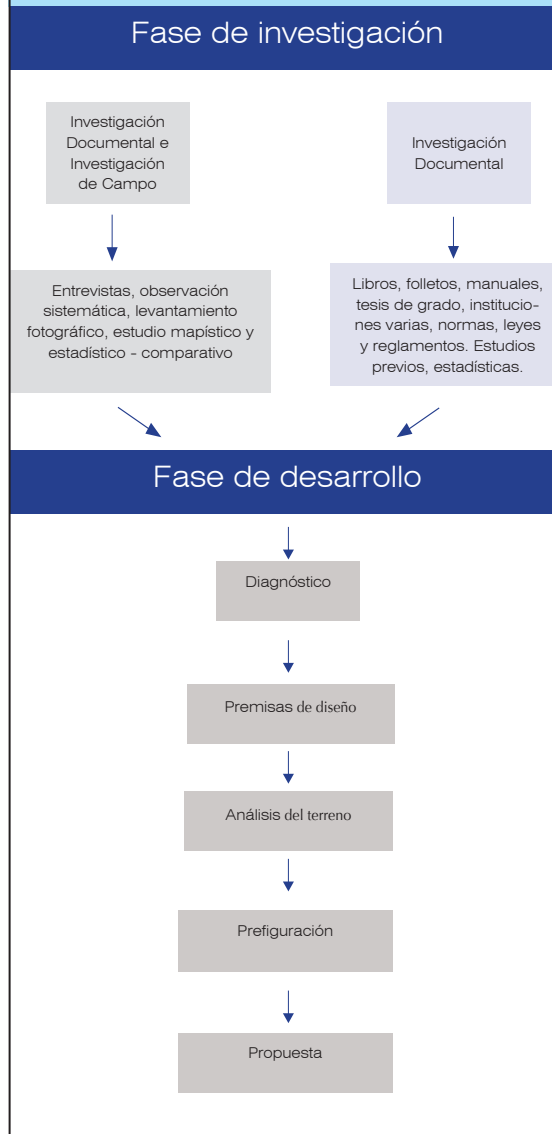 Fase de investigación
Investigación
Documental e
Investigación
de Campo
Investigación
Documental
Entrevistas, observación
sistemática, levantamiento
fotográfico, estudio mapístico y
estadístico - comparativo
Libros, folletos, manuales,
tesis de grado, institucio-
nes varias, normas, leyes
y reglamentos. Estudios
previos, estadísticas.
Fase de desarrollo
Diagnóstico
Premisas de diseño
Análisis del terreno
Prefiguración
Propuesta